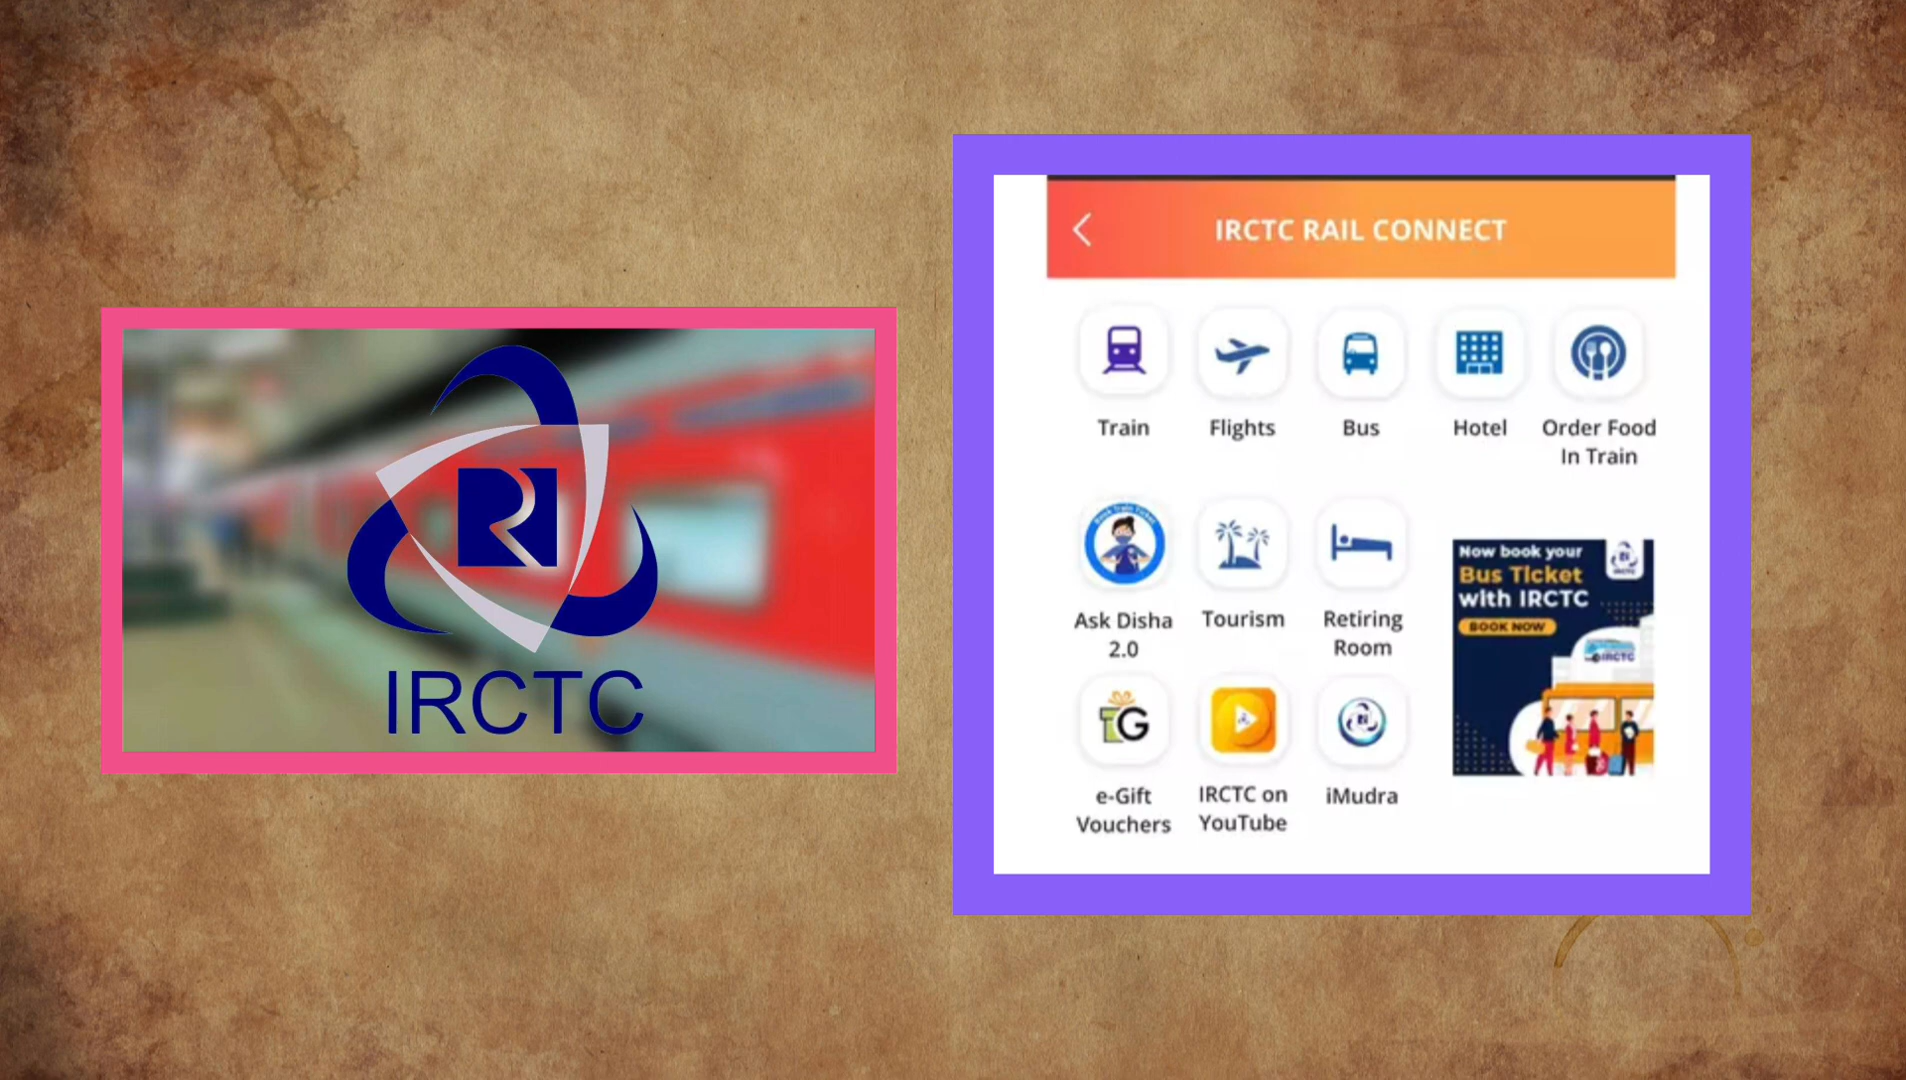 IRCTC
IRCTC RAIL CONNECT
Train
Flights
Bus
Hotel
Order Food
In Train
Ask Disha
2.0
Tourism
Retiring
Room
Now book your
Bus Ticket
with IRCTC
BOOK NOW
IRCTC
e-Gift
Vouchers
IRCTC on
YouTube
iMudra